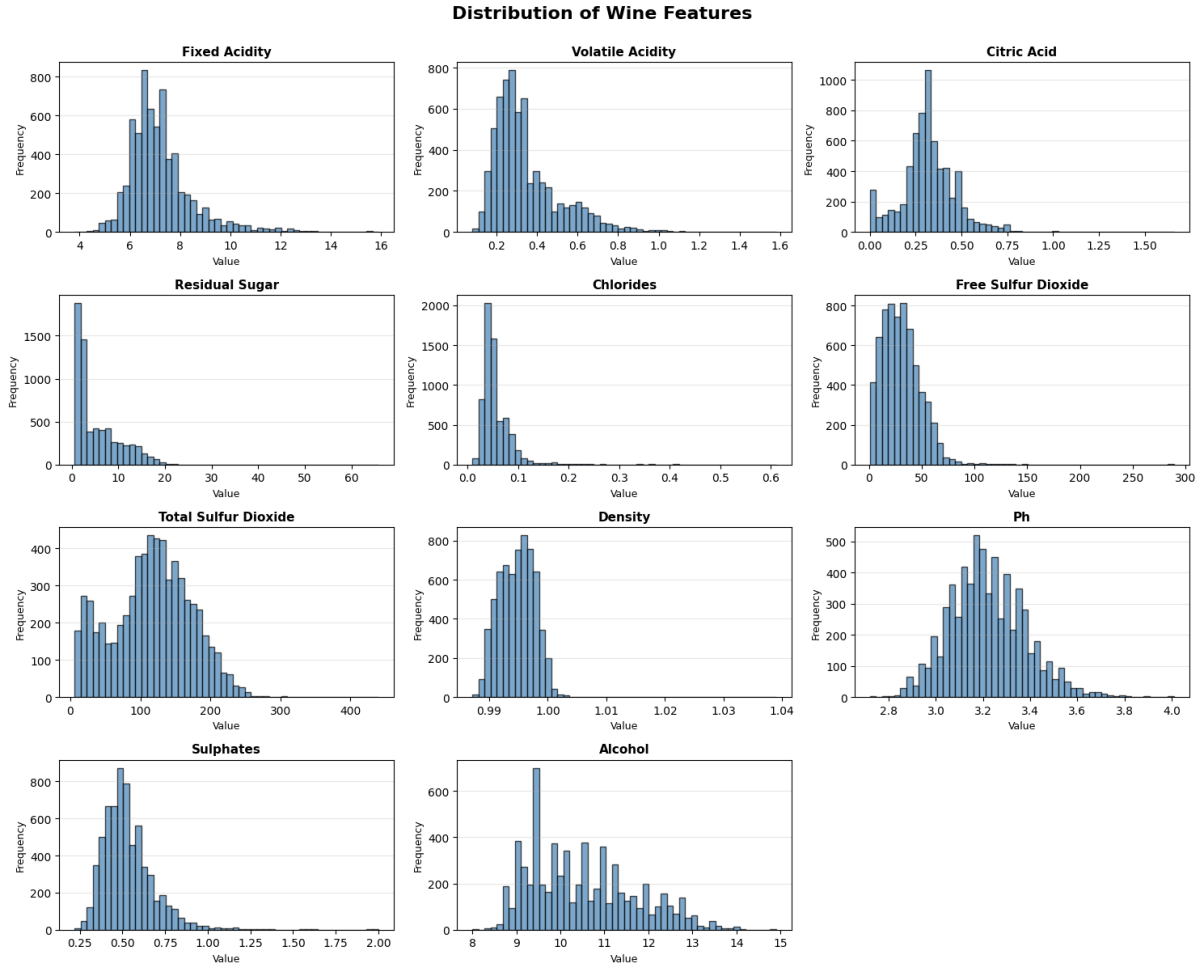 Distribution of Wine Features
Fixed Acidity
Frequency
800
600
400
200
0
4 6 8 10 12 14 16
Value
Volatile Acidity
Frequency
800
700
600
500
400
300
200
100
0
0.2 0.4 0.6 0.8 1.0 1.2 1.4 1.6
Value
Citric Acid
Frequency
1000
800
600
400
200
0
0.00 0.25 0.50 0.75 1.00 1.25 1.50
Value
Residual Sugar
Frequency
1500
1000
500
0
0 10 20 30 40 50 60
Value
Chlorides
Frequency
2000
1500
1000
500
0
0.0 0.1 0.2 0.3 0.4 0.5 0.6
Value
Free Sulfur Dioxide
Frequency
800
600
400
200
0
0 50 100 150 200 250 300
Value
Total Sulfur Dioxide
Frequency
400
300
200
100
0
0 100 200 300 400
Value
Density
Frequency
800
600
400
200
0
0.99 1.00 1.01 1.02 1.03 1.04
Value
Ph
Frequency
500
400
300
200
100
0
2.8 3.0 3.2 3.4 3.6 3.8 4.0
Value
Sulphates
Frequency
800
600
400
200
0
0.25 0.50 0.75 1.00 1.25 1.50 1.75 2.00
Value
Alcohol
Frequency
600
400
200
0
8 9 10 11 12 13 14 15
Value